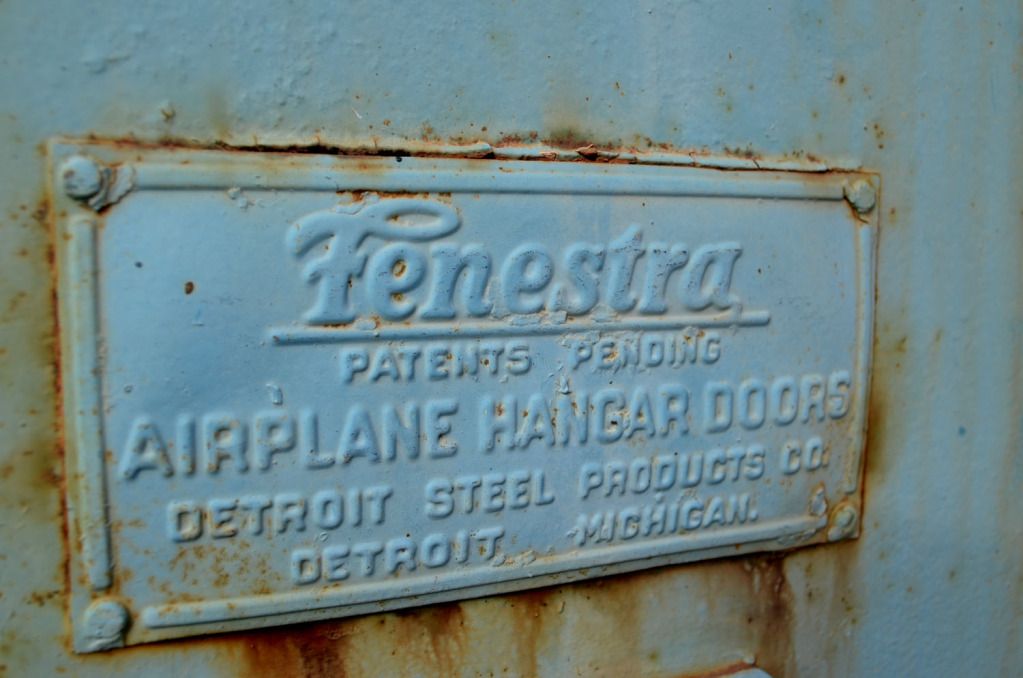 Fenestra
PATENTS PENDING
AIRPLANE HANGAR DOORS
DETROIT STEEL PRODUCTS CO.
DETROIT, MICHIGAN.